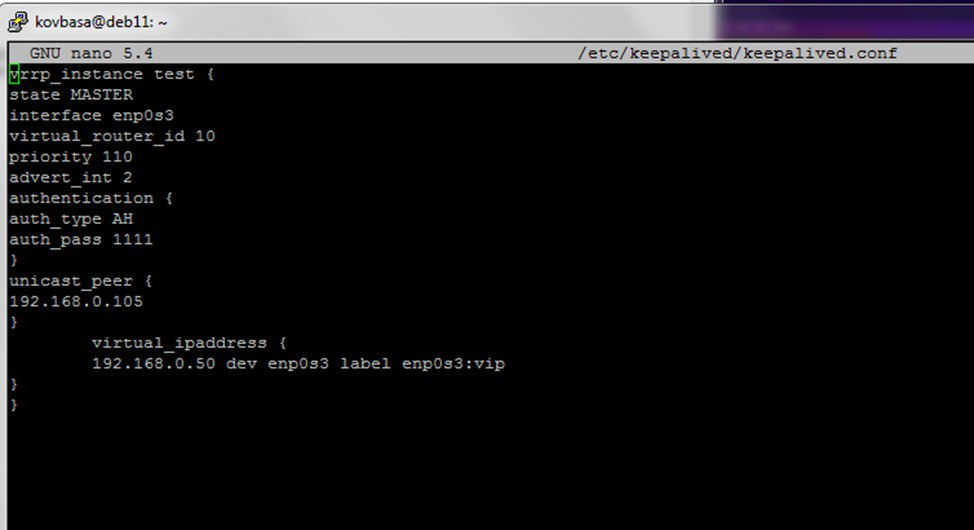 kovbasa@deb11: ~
GNU nano 5.4 /etc/keepalived/keepalived.conf
vrrp_instance test {
state MASTER
interface enp0s3
virtual_router_id 10
priority 110
advert_int 2
authentication {
auth_type AH
auth_pass 1111
}
unicast_peer {
192.168.0.105
}
virtual_ipaddress {
192.168.0.50 dev enp0s3 label enp0s3:vip
}
}